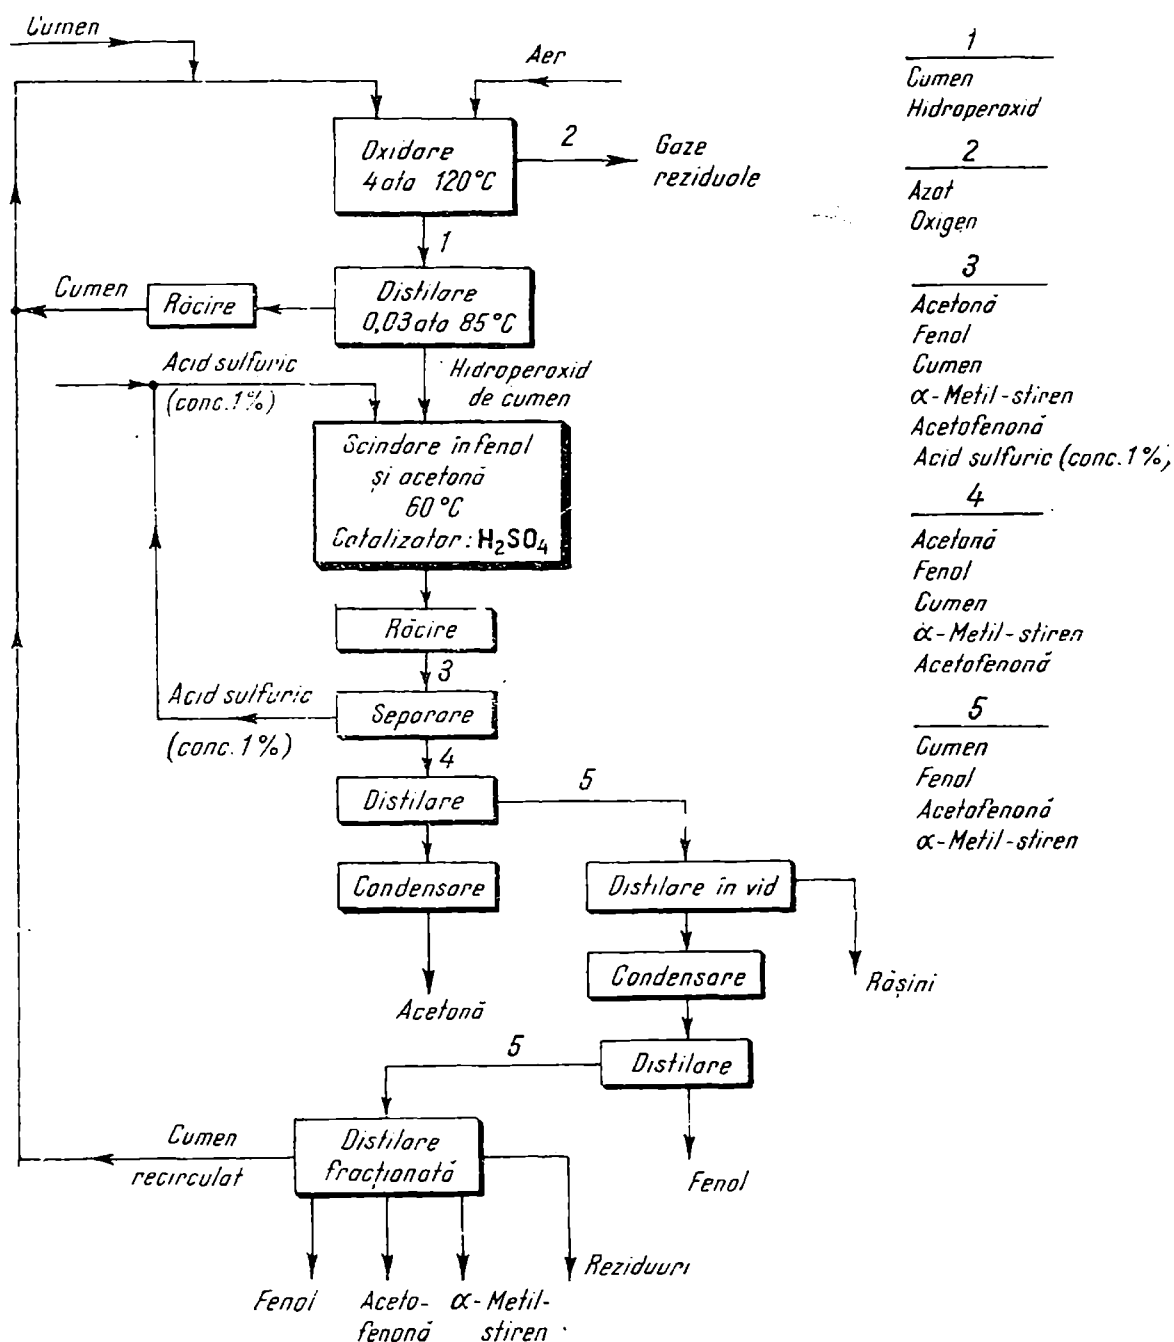 Cumen
Aer
Oxidare
4 ata 120°C
2
Gaze
reziduale
1
Cumen
Răcire
Distilare
0,03 ata 85°C
Acid sulfuric
(conc. 1%)
Hidroperoxid
de cumen
Scindare în fenol
și acetonă
60°C
Catalizator: H₂SO₄
Răcire
3
Acid sulfuric
(conc. 1%)
Separare
4
Distilare
5
Condensare
Acetonă
Distilare în vid
Rășini
Condensare
Distilare
5
Fenol
Cumen
recirculat
Distilare
fracționată
Fenol
Aceto-
fenonă
α-Metil-
stiren
Reziduuri
1
Cumen
Hidroperoxid
2
Azot
Oxigen
3
Acetonă
Fenol
Cumen
α-Metil-stiren
Acetofenonă
Acid sulfuric (conc. 1%)
4
Acetonă
Fenol
Cumen
α-Metil-stiren
Acetofenonă
5
Cumen
Fenol
Acetofenonă
α-Metil-stiren